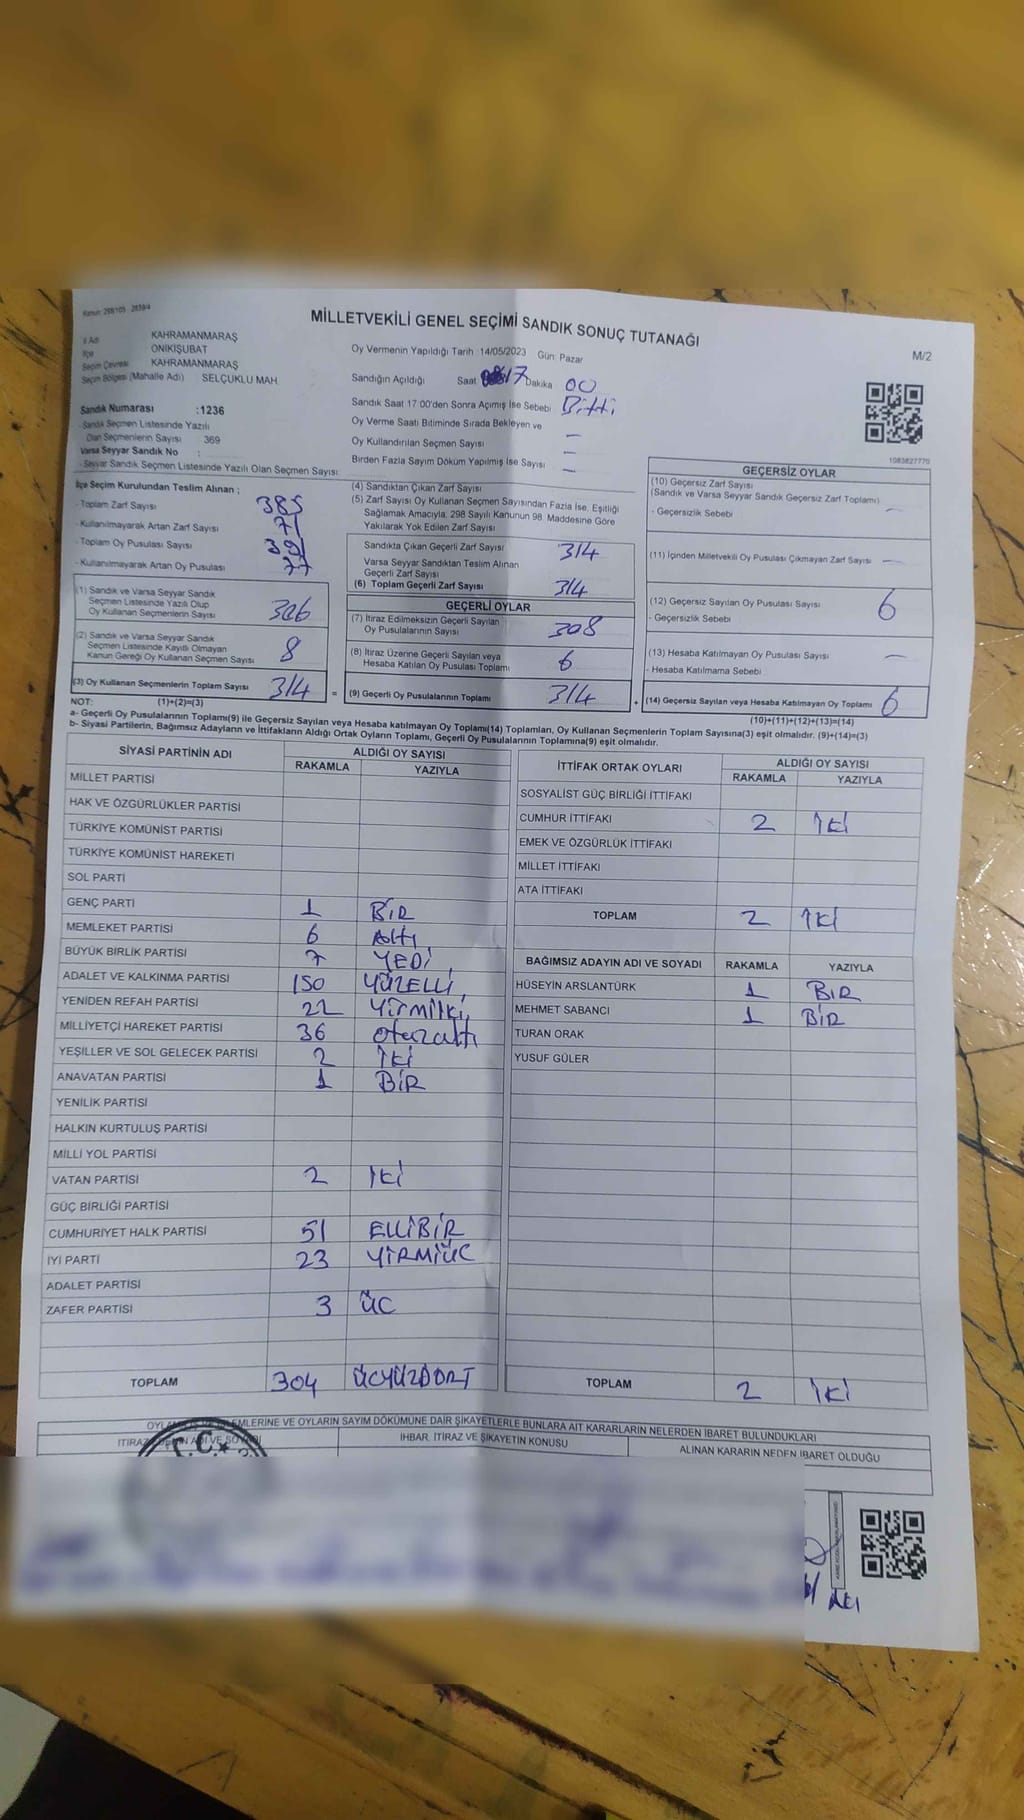 MİLLETVEKİLİ GENEL SEÇİMİ SANDIK SONUÇ TUTANAĞI
M/2
İl Adı KAHRAMANMARAŞ
İlçe ONİKİŞUBAT
Seçim Çevresi KAHRAMANMARAŞ
Seçim Bölgesi (Mahalle Adı) SELÇUKLU MAH.
Sandık Numarası :1236
- Sandık Seçmen Listesinde Yazılı
Olan Seçmenlerin Sayısı 369
Varsa Seyyar Sandık No :
- Seyyar Sandık Seçmen Listesinde Yazılı Olan Seçmen Sayısı:
Oy Vermenin Yapıldığı Tarih 14/05/2023 Gün: Pazar
Sandığın Açıldığı Saat 17 Dakika 00
Sandık Saat 17:00'den Sonra Açımış İse Sebebi Bitti
Oy Verme Saati Bitiminde Sırada Bekleyen ve
Oy Kullandırılan Seçmen Sayısı —
Birden Fazla Sayım Döküm Yapılmış İse Sayısı —
1083827770
İlçe Seçim Kurulundan Teslim Alınan ;
- Toplam Zarf Sayısı 385
- Kullanılmayarak Artan Zarf Sayısı 71
- Toplam Oy Pusulası Sayısı 391
- Kullanılmayarak Artan Oy Pusulası 77
(1) Sandık ve Varsa Seyyar Sandık
Seçmen Listesinde Yazılı Olup
Oy Kullanan Seçmenlerin Sayısı 306
(2) Sandık ve Varsa Seyyar Sandık
Seçmen Listesinde Kayıtlı Olmayan
Kanun Gereği Oy Kullanan Seçmen Sayısı 8
(3) Oy Kullanan Seçmenlerin Toplam Sayısı 314 =
(4) Sandıktan Çıkan Zarf Sayısı
(5) Zarf Sayısı Oy Kullanan Seçmen Sayısından Fazla İse, Eşitliği
Sağlamak Amacıyla; 298 Sayılı Kanunun 98. Maddesine Göre
Yakılarak Yok Edilen Zarf Sayısı
Sandıkta Çıkan Geçerli Zarf Sayısı 314
Varsa Seyyar Sandıktan Teslim Alınan
Geçerli Zarf Sayısı
(6) Toplam Geçerli Zarf Sayısı 314
GEÇERLİ OYLAR
(7) İtiraz Edilmeksizin Geçerli Sayılan
Oy Pusulalarının Sayısı 308
(8) İtiraz Üzerine Geçerli Sayılan veya
Hesaba Katılan Oy Pusulası Toplamı 6
(9) Geçerli Oy Pusulalarının Toplamı 314 +
GEÇERSİZ OYLAR
(10) Geçersiz Zarf Sayısı
(Sandık ve Varsa Seyyar Sandık Geçersiz Zarf Toplamı) —
- Geçersizlik Sebebi
(11) İçinden Milletvekili Oy Pusulası Çıkmayan Zarf Sayısı —
(12) Geçersiz Sayılan Oy Pusulası Sayısı 6
- Geçersizlik Sebebi
(13) Hesaba Katılmayan Oy Pusulası Sayısı —
- Hesaba Katılmama Sebebi
(14) Geçersiz Sayılan veya Hesaba Katılmayan Oy Toplamı 6
NOT: (1)+(2)=(3) (10)+(11)+(12)+(13)=(14)
a- Geçerli Oy Pusulalarının Toplamı(9) ile Geçersiz Sayılan veya Hesaba katılmayan Oy Toplamı(14) Toplamları, Oy Kullanan Seçmenlerin Toplam Sayısına(3) eşit olmalıdır. (9)+(14)=(3)
b- Siyasi Partilerin, Bağımsız Adayların ve İttifakların Aldığı Ortak Oyların Toplamı, Geçerli Oy Pusulalarının Toplamına(9) eşit olmalıdır.
SİYASİ PARTİNİN ADI ALDIĞI OY SAYISI
RAKAMLA YAZIYLA
MİLLET PARTİSİ
HAK VE ÖZGÜRLÜKLER PARTİSİ
TÜRKİYE KOMÜNİST PARTİSİ
TÜRKİYE KOMÜNİST HAREKETİ
SOL PARTİ
GENÇ PARTİ 1 BİR
MEMLEKET PARTİSİ 6 Altı
BÜYÜK BİRLİK PARTİSİ 7 YEDİ
ADALET VE KALKINMA PARTİSİ 150 YÜZELLİ
YENİDEN REFAH PARTİSİ 22 Yirmiiki
MİLLİYETÇİ HAREKET PARTİSİ 36 otuzaltı
YEŞİLLER VE SOL GELECEK PARTİSİ 2 İki
ANAVATAN PARTİSİ 1 BİR
YENİLİK PARTİSİ
HALKIN KURTULUŞ PARTİSİ
MİLLİ YOL PARTİSİ
VATAN PARTİSİ 2 İki
GÜÇ BİRLİĞİ PARTİSİ
CUMHURİYET HALK PARTİSİ 51 ELLİBİR
İYİ PARTİ 23 YİRMİÜC
ADALET PARTİSİ
ZAFER PARTİSİ 3 ÜC
TOPLAM 304 ÜCYÜZDÖRT
İTTİFAK ORTAK OYLARI ALDIĞI OY SAYISI
RAKAMLA YAZIYLA
SOSYALİST GÜÇ BİRLİĞİ İTTİFAKI
CUMHUR İTTİFAKI 2 İki
EMEK VE ÖZGÜRLÜK İTTİFAKI
MİLLET İTTİFAKI
ATA İTTİFAKI
TOPLAM 2 İki
BAĞIMSIZ ADAYIN ADI VE SOYADI RAKAMLA YAZIYLA
HÜSEYİN ARSLANTÜRK 1 BİR
MEHMET SABANCI 1 BİR
TURAN ORAK
YUSUF GÜLER
TOPLAM 2 İki
İŞLEMLERİNE VE OYLARIN SAYIM DÖKÜMÜNE DAİR ŞİKAYETLERLE BUNLARA AİT KARARLARIN NELERDEN İBARET BULUNDUKLARI
İHBAR, İTİRAZ VE ŞİKAYETİN KONUSU
ALINAN KARARIN NEDEN İBARET OLDUĞU
T.C.